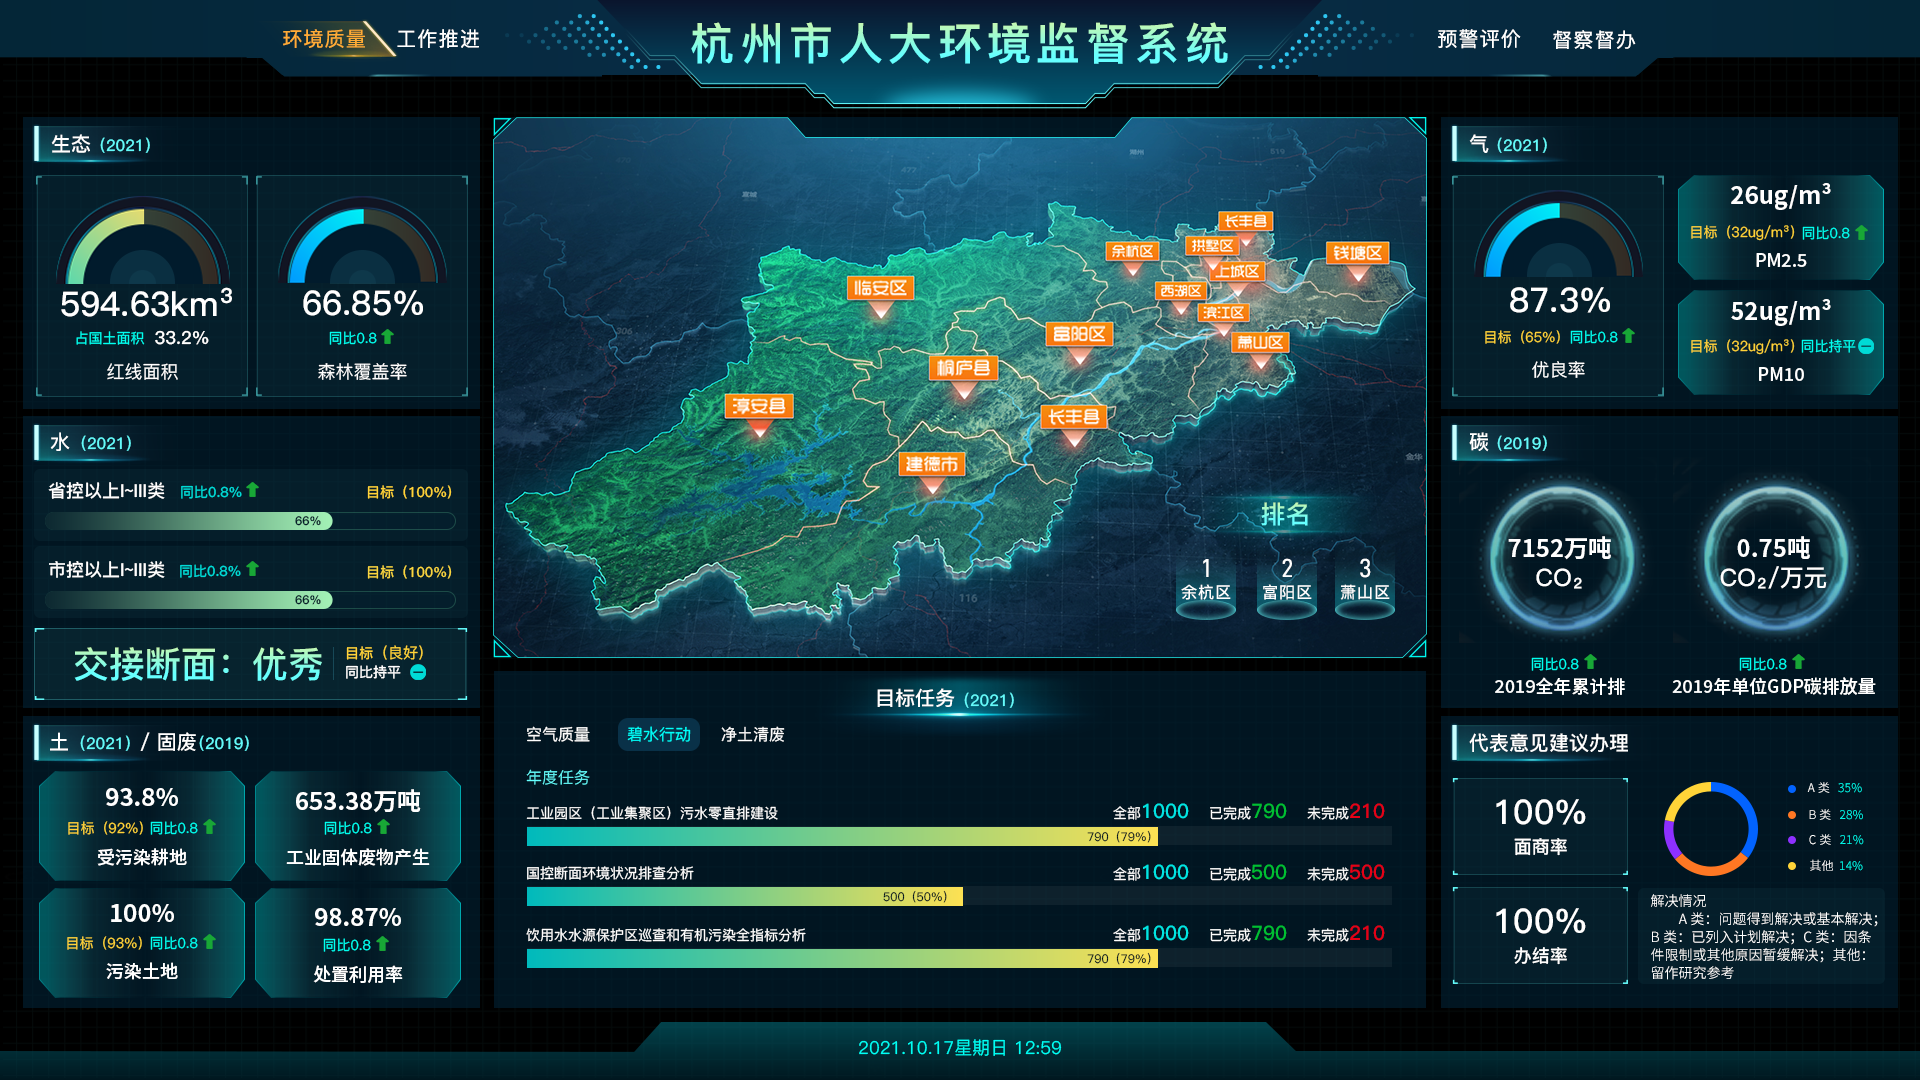 环境质量 工作推进
杭州市人大环境监督系统
预警评价 督察督办
生态 (2021)
594.63km³
占国土面积 33.2%
红线面积
66.85%
同比0.8
森林覆盖率
水 (2021)
省控以上I~III类 同比0.8% 目标（100%）
66%
市控以上I~III类 同比0.8% 目标（100%）
66%
交接断面：优秀
目标（良好）
同比持平
土 (2021) / 固废(2019)
93.8%
目标（92%）同比0.8
受污染耕地
653.38万吨
同比0.8
工业固体废物产生
100%
目标（93%）同比0.8
污染土地
98.87%
同比0.8
处置利用率
长丰县
余杭区
拱墅区
钱塘区
上城区
临安区
西湖区
滨江区
富阳区
萧山区
桐庐县
淳安县
长丰县
建德市
116
金华
排名
1 2 3
余杭区 富阳区 萧山区
目标任务 (2021)
空气质量 碧水行动 净土清废
年度任务
工业园区（工业集聚区）污水零直排建设 全部1000 已完成790 未完成210
790（79%）
国控断面环境状况排查分析 全部1000 已完成500 未完成500
500（50%）
饮用水水源保护区巡查和有机污染全指标分析 全部1000 已完成790 未完成210
790（79%）
气 (2021)
87.3%
目标（65%）同比0.8
优良率
26ug/m³
目标（32ug/m³）同比0.8
PM2.5
52ug/m³
目标（32ug/m³）同比持平
PM10
碳 (2019)
7152万吨
CO₂
同比0.8
2019全年累计排
0.75吨
CO₂/万元
同比0.8
2019年单位GDP碳排放量
代表意见建议办理
100%
面商率
100%
办结率
A 类 35%
B 类 28%
C 类 21%
其他 14%
解决情况
A 类：问题得到解决或基本解决；
B 类：已列入计划解决；C 类：因条
件限制或其他原因暂缓解决；其他：
留作研究参考
2021.10.17星期日 12:59